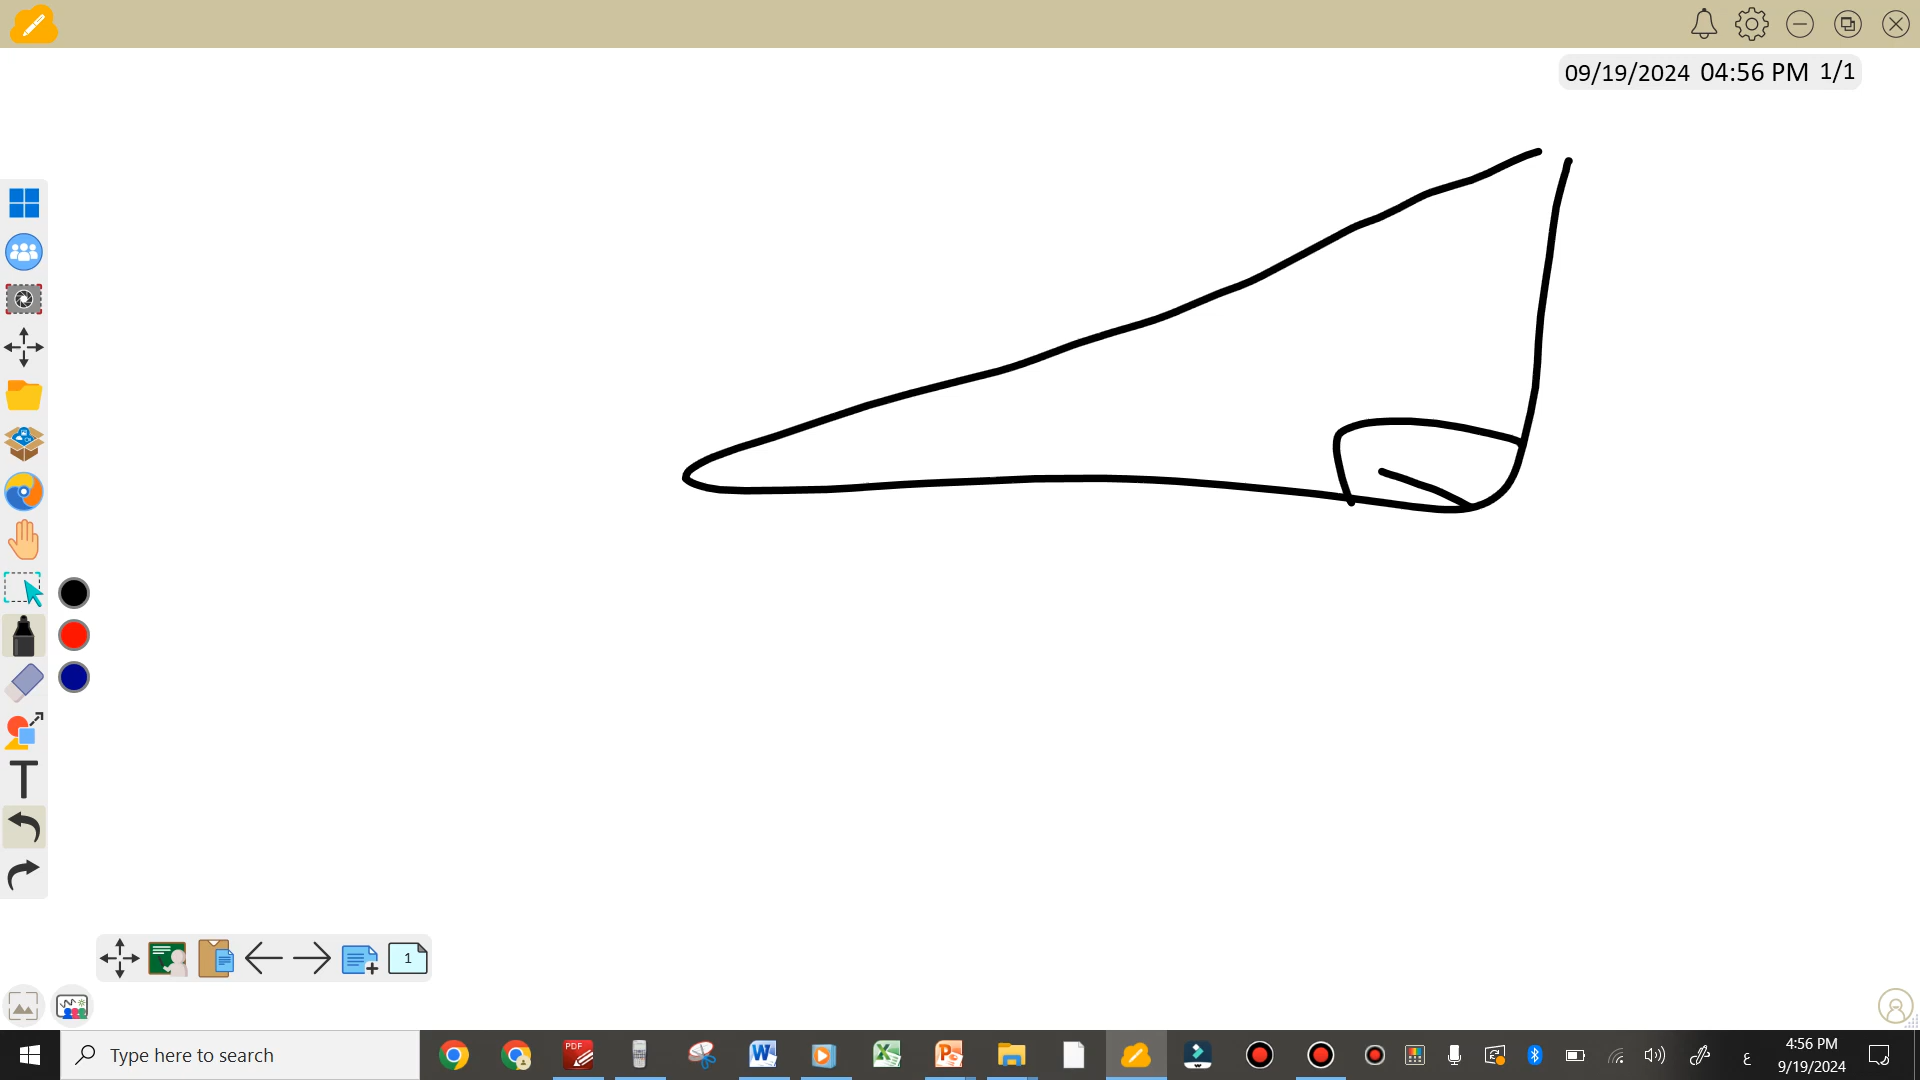 09/19/2024 04:56 PM 1/1
T
1
PDF
Type here to search
ع
4:56 PM
9/19/2024